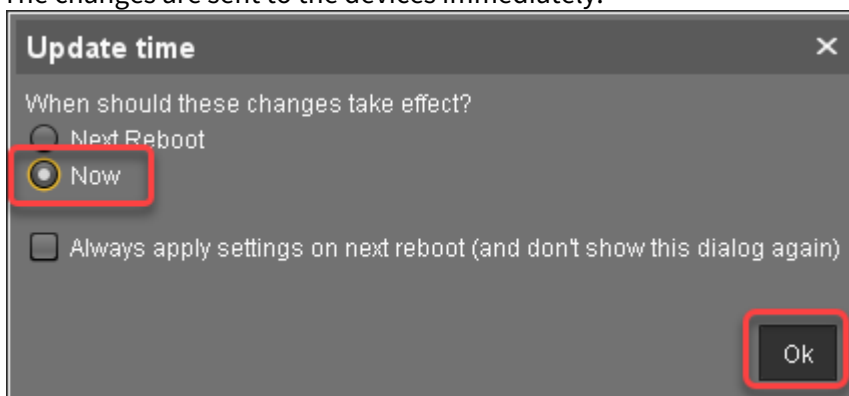 The changes are sent to the devices immediately.
Update time
When should these changes take effect?
Next Reboot
Now
Always apply settings on next reboot (and don't show this dialog again)
Ok